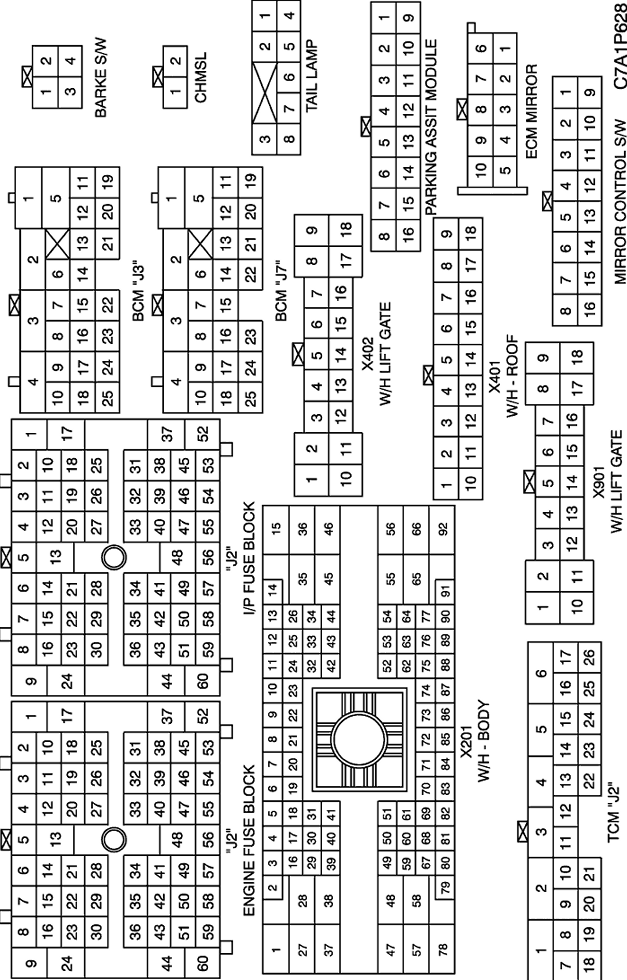 9 8 7 6 5 4 3 2 1
16 15 14 13 12 11 10
24 23 22 21 20 19 18 17
30 29 28 27 26 25
36 35 34 33 32 31
44 43 42 41 40 39 38 37
51 50 49 48 47 46 45
60 59 58 57 56 55 54 53 52
"J2"
ENGINE FUSE BLOCK
9 8 7 6 5 4 3 2 1
16 15 14 13 12 11 10
24 23 22 21 20 19 18 17
30 29 28 27 26 25
36 35 34 33 32 31
44 43 42 41 40 39 38 37
51 50 49 48 47 46 45
60 59 58 57 56 55 54 53 52
"J2"
I/P FUSE BLOCK
4 3 2 1
10 9 8 7 6 5
18 17 16 15 14 13 12 11
25 24 23 22 21 20 19
BCM "J3"
1 2
3 4
BARKE S/W
4 3 2 1
10 9 8 7 6 5
18 17 16 15 14 13 12 11
25 24 23 22 21 20 19
BCM "J7"
1 2
CHMSL
3 2 1
8 7 6 5 4
TAIL LAMP
1 2 3 4 5 6 7 8 9 10 11 12 13 14 15
16 17 18 19 20 21 22 23 24 25 26
27 28 29 30 31 32 33 34 35 36
37 38 39 40 41 42 43 44 45 46
47 48 49 50 51 52 53 54 55 56
57 58 59 60 61 62 63 64 65 66
67 68 69 70 71 72 73 74 75 76 77
78 79 80 81 82 83 84 85 86 87 88 89 90 91 92
X201
W/H - BODY
1 2 3 4 5 6 7 8 9
10 11 12 13 14 15 16 17 18
X402
W/H LIFT GATE
8 7 6 5 4 3 2 1
16 15 14 13 12 11 10 9
PARKING ASSIT MODULE
1 2 3 4 5 6 7 8 9
10 11 12 13 14 15 16 17 18
X401
W/H - ROOF
10 9 8 7 6
5 4 3 2 1
ECM MIRROR
1 2 3 4 5 6
7 8 9 10 11 12 13 14 15 16 17
18 19 20 21 22 23 24 25 26
TCM "J2"
1 2 3 4 5 6 7 8 9
10 11 12 13 14 15 16 17 18
X901
W/H LIFT GATE
8 7 6 5 4 3 2 1
16 15 14 13 12 11 10 9
MIRROR CONTROL S/W
C7A1P628